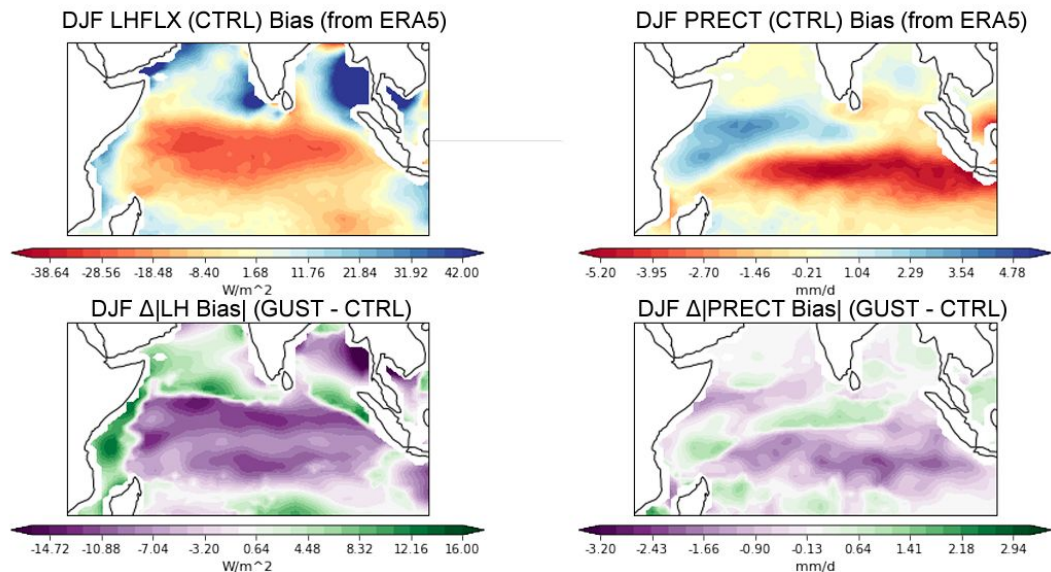 DJF LHFLX (CTRL) Bias (from ERA5)
DJF PRECT (CTRL) Bias (from ERA5)
-38.64 -28.56 -18.48 -8.40 1.68 11.76 21.84 31.92 42.00
W/m^2
-5.20 -3.95 -2.70 -1.46 -0.21 1.04 2.29 3.54 4.78
mm/d
DJF Δ|LH Bias| (GUST - CTRL)
DJF Δ|PRECT Bias| (GUST - CTRL)
-14.72 -10.88 -7.04 -3.20 0.64 4.48 8.32 12.16 16.00
W/m^2
-3.20 -2.43 -1.66 -0.90 -0.13 0.64 1.41 2.18 2.94
mm/d